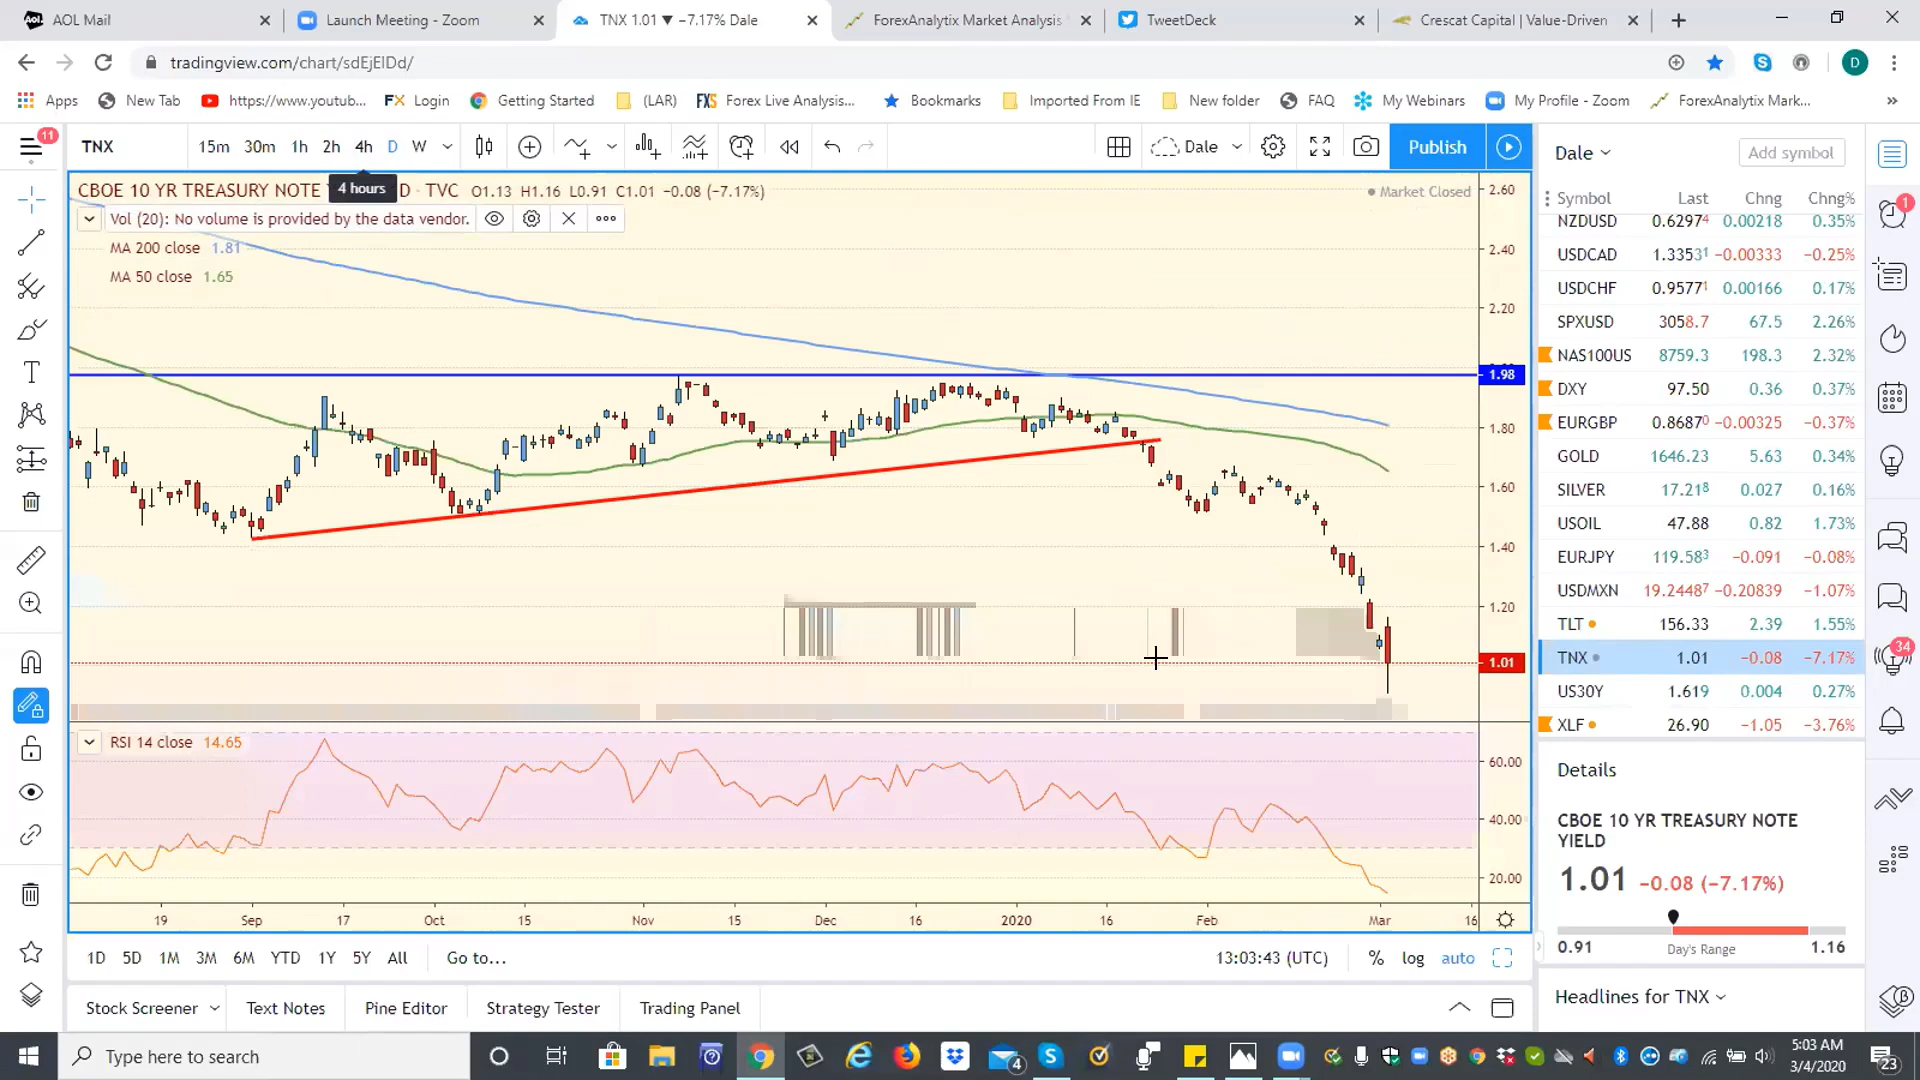 AOL Mail
Launch Meeting - Zoom
TNX 1.01 ▼ −7.17% Dale
ForexAnalytix Market Analysis
TweetDeck
Crescat Capital | Value-Driven
tradingview.com/chart/sdEjElDd/
D
Apps
New Tab
https://www.youtub...
FX Login
Getting Started
(LAR)
FXS Forex Live Analysis...
Bookmarks
Imported From IE
New folder
FAQ
My Webinars
My Profile - Zoom
ForexAnalytix Mark...
»
11
TNX
15m 30m 1h 2h 4h D W
Dale
Publish
4 hours
CBOE 10 YR TREASURY NOTE
D · TVC O1.13 H1.16 L0.91 C1.01 −0.08 (−7.17%)
Market Closed
Vol (20): No volume is provided by the data vendor.
MA 200 close 1.81
MA 50 close 1.65
2.60
2.40
2.20
1.98
1.80
1.60
1.40
1.20
1.01
RSI 14 close 14.65
60.00
40.00
20.00
19 Sep 17 Oct 15 Nov 15 Dec 16 2020 16 Feb Mar 16
1D 5D 1M 3M 6M YTD 1Y 5Y All Go to...
13:03:43 (UTC) % log auto
Stock Screener Text Notes Pine Editor Strategy Tester Trading Panel
Dale
Add symbol
Symbol Last Chng Chng%
NZDUSD 0.62974 0.00218 0.35%
USDCAD 1.33531 −0.00333 −0.25%
USDCHF 0.95771 0.00166 0.17%
SPXUSD 3058.7 67.5 2.26%
NAS100US 8759.3 198.3 2.32%
DXY 97.50 0.36 0.37%
EURGBP 0.86870 −0.00325 −0.37%
GOLD 1646.23 5.63 0.34%
SILVER 17.218 0.027 0.16%
USOIL 47.88 0.82 1.73%
EURJPY 119.583 −0.091 −0.08%
USDMXN 19.24487 −0.20839 −1.07%
TLT 156.33 2.39 1.55%
TNX 1.01 −0.08 −7.17%
US30Y 1.619 0.004 0.27%
XLF 26.90 −1.05 −3.76%
Details
CBOE 10 YR TREASURY NOTE
YIELD
1.01 −0.08 (−7.17%)
0.91 Day's Range 1.16
Headlines for TNX
1
34
Type here to search
4
5:03 AM
3/4/2020
23